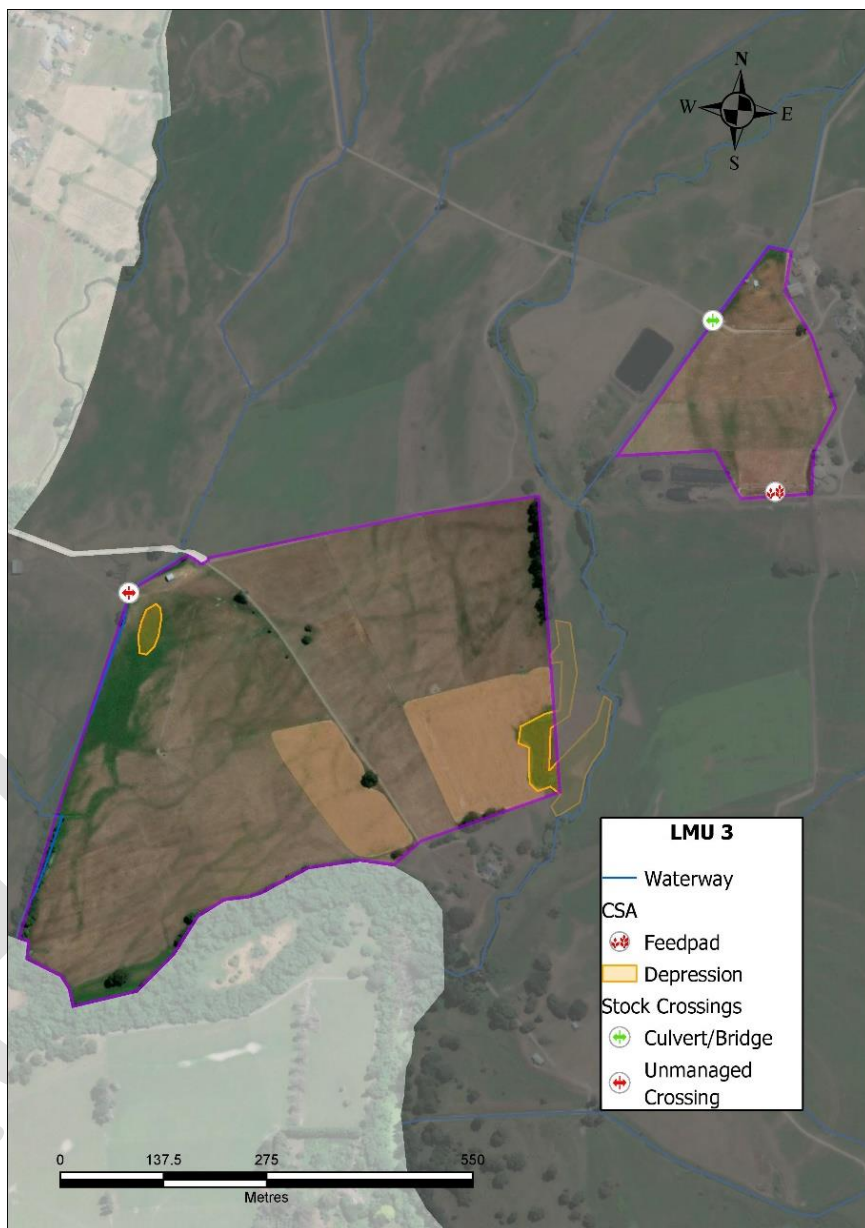 N
W E
S
LMU 3
Waterway
CSA
Feedpad
Depression
Stock Crossings
Culvert/Bridge
Unmanaged
Crossing
0 137.5 275 550
Metres